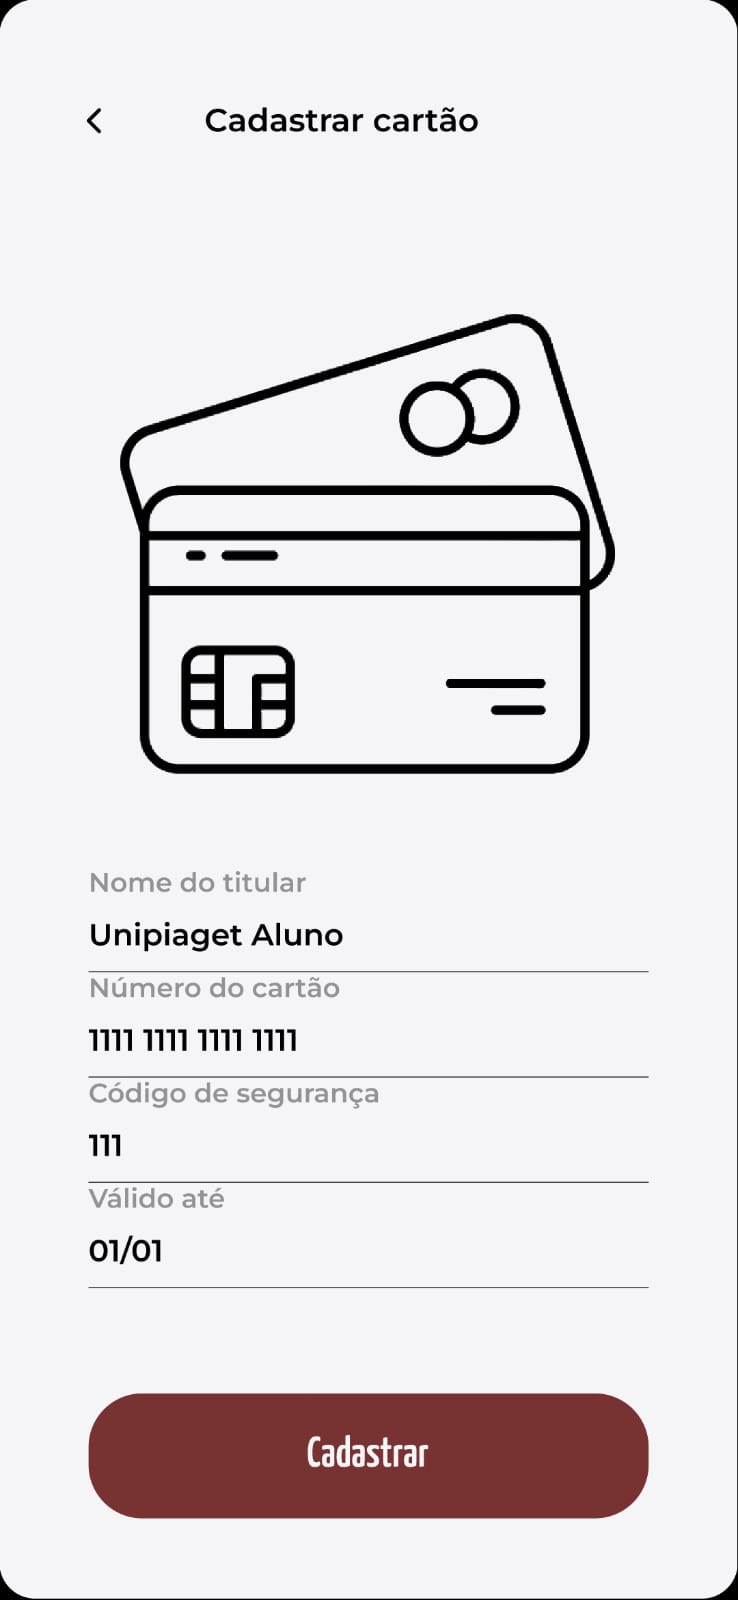 Cadastrar cartão
Nome do titular
Unipiaget Aluno
Número do cartão
1111 1111 1111 1111
Código de segurança
111
Válido até
01/01
Cadastrar